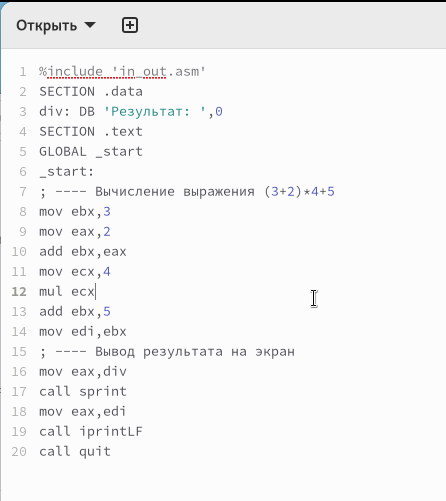 Открыть
1 %include 'in_out.asm'
2 SECTION .data
3 div: DB 'Результат: ',0
4 SECTION .text
5 GLOBAL _start
6 _start:
7 ; ---- Вычисление выражения (3+2)*4+5
8 mov ebx,3
9 mov eax,2
10 add ebx,eax
11 mov ecx,4
12 mul ecx
13 add ebx,5
14 mov edi,ebx
15 ; ---- Вывод результата на экран
16 mov eax,div
17 call sprint
18 mov eax,edi
19 call iprintLF
20 call quit